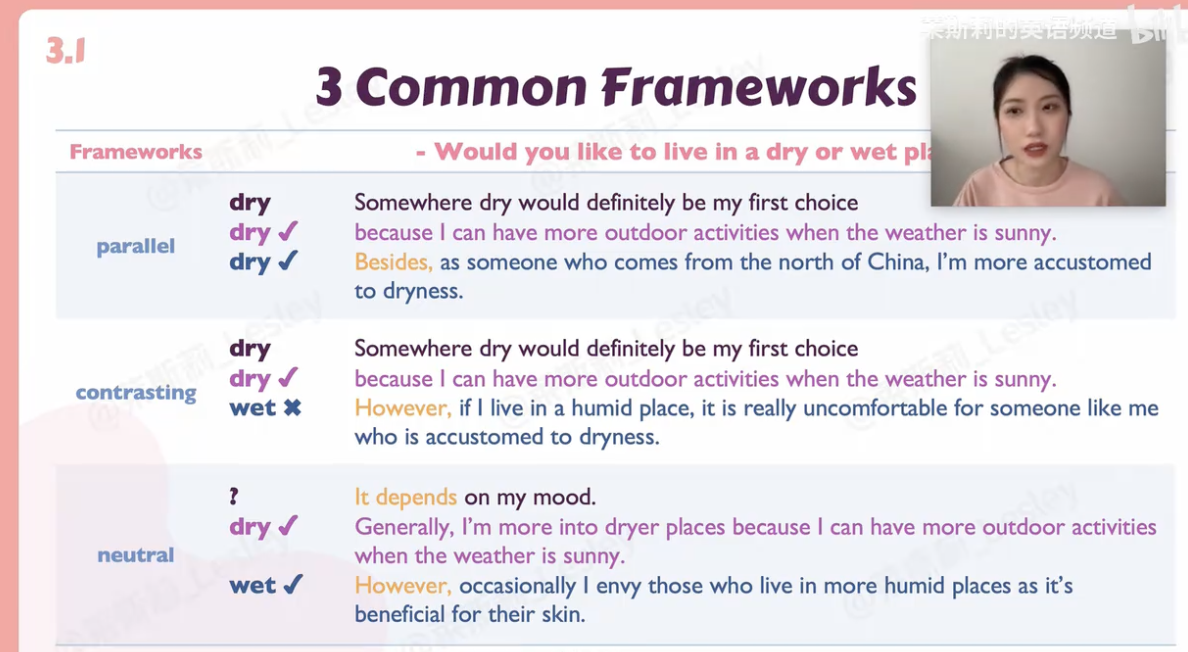 莱斯莉的英语频道 bilibili
3.1
3 Common Frameworks
Frameworks - Would you like to live in a dry or wet
dry Somewhere dry would definitely be my first choice
dry ✓ because I can have more outdoor activities when the weather is sunny.
parallel
dry ✓ Besides, as someone who comes from the north of China, I'm more accustomed
to dryness.
dry Somewhere dry would definitely be my first choice
dry ✓ because I can have more outdoor activities when the weather is sunny.
contrasting
wet ✖ However, if I live in a humid place, it is really uncomfortable for someone like me
who is accustomed to dryness.
? It depends on my mood.
dry ✓ Generally, I'm more into dryer places because I can have more outdoor activities
when the weather is sunny.
neutral
wet ✓ However, occasionally I envy those who live in more humid places as it's
beneficial for their skin.
@莱斯莉_Lesley